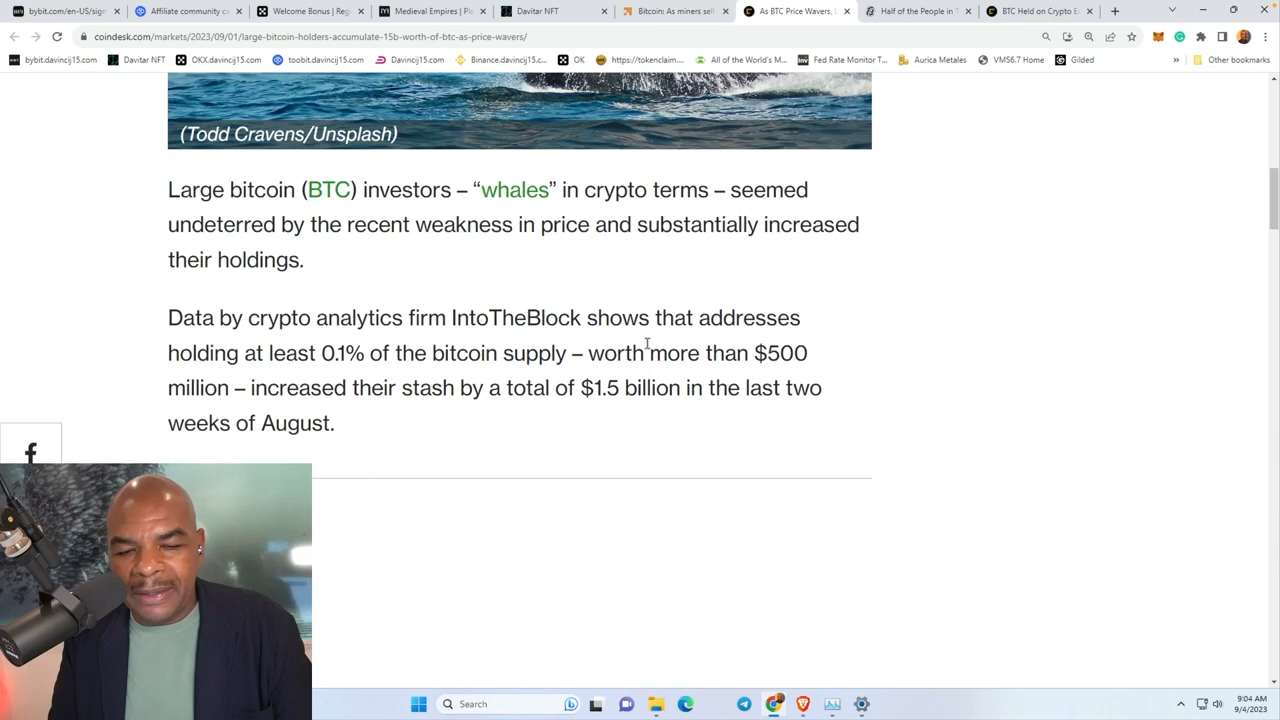 bybit.com/en-US/sign
Affiliate community ca
Welcome Bonus | Reg
Medieval Empires | Pla
Davitar NFT
Bitcoin: As miners sell
As BTC Price Wavers, L
Half of the People in T
BTC Held on Crypto E
coindesk.com/markets/2023/09/01/large-bitcoin-holders-accumulate-15b-worth-of-btc-as-price-wavers/
bybit.davincij15.com
Davitar NFT
OKX.davincij15.com
toobit.davincij15.com
Davincij15.com
Binance.davincij15.c...
OK
https://tokenclaim....
All of the World's M...
Fed Rate Monitor T...
Aurica Metales
VMS6.7 Home
Gilded
»
Other bookmarks
(Todd Cravens/Unsplash)
Large bitcoin (BTC) investors – “whales” in crypto terms – seemed
undeterred by the recent weakness in price and substantially increased
their holdings.
Data by crypto analytics firm IntoTheBlock shows that addresses
holding at least 0.1% of the bitcoin supply – worth more than $500
million – increased their stash by a total of $1.5 billion in the last two
weeks of August.
Search
9:04 AM
9/4/2023